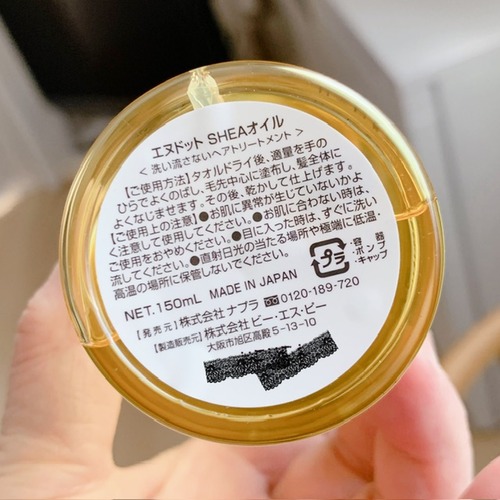 エヌドット SHEAオイル
< 洗い流さないヘアトリートメント >
【ご使用方法】タオルドライ後、適量を手の
ひらでよくのばし、毛先中心に塗布し、髪全体に
よくなじませます。その後、乾かして仕上げます。
【ご使用上の注意】●お肌に異常が生じていないかよ
く注意して使用してください。●お肌に合わない時は、
ご使用をおやめください。●目に入った時は、すぐに洗い
流してください。●直射日光の当たる場所や極端に低温・
高温の場所に保管しないでください。
プラ
容器・
ポンプ・
キャップ
NET.150mL MADE IN JAPAN
[発売元] 株式会社 ナプラ 0120-189-720
[製造販売元] 株式会社 ビー・エス・ピー
大阪市旭区高殿5-13-10